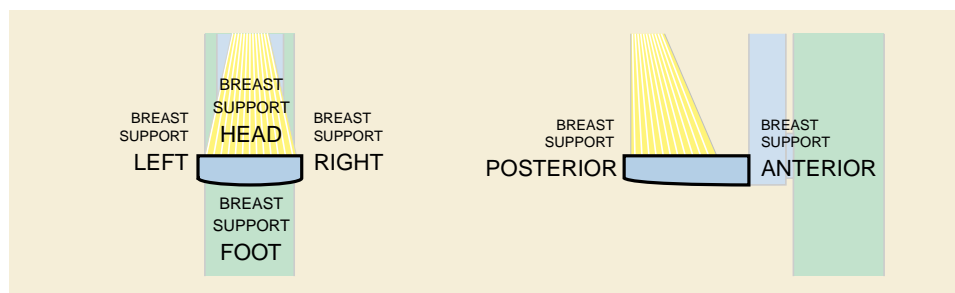 BREAST
SUPPORT
HEAD
BREAST
SUPPORT
LEFT
BREAST
SUPPORT
RIGHT
BREAST
SUPPORT
FOOT
BREAST
SUPPORT
POSTERIOR
BREAST
SUPPORT
ANTERIOR